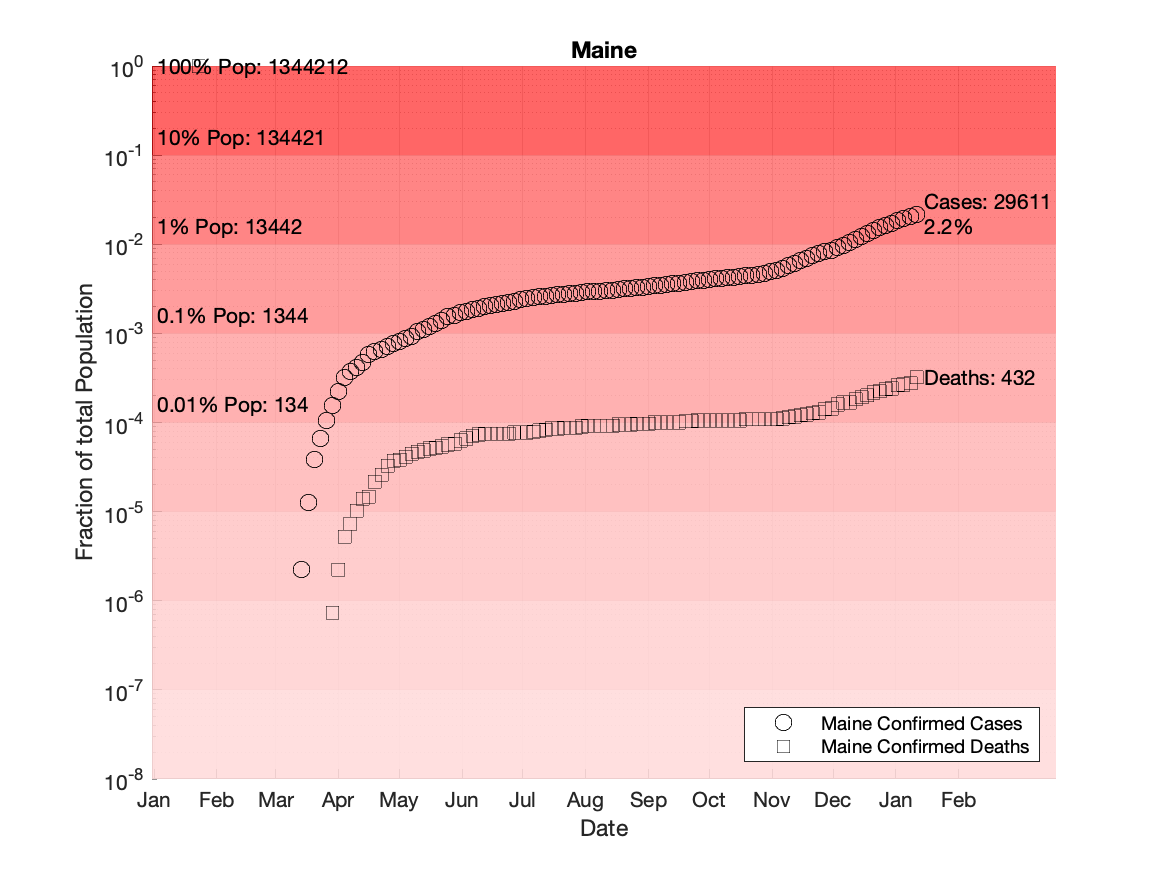 Maine
10^0
100% Pop: 1344212
10% Pop: 134421
10^-1
Cases: 29611
1% Pop: 13442
2.2%
10^-2
0.1% Pop: 1344
10^-3
Deaths: 432
0.01% Pop: 134
10^-4
10^-5
10^-6
10^-7
10^-8
Fraction of total Population
Maine Confirmed Cases
Maine Confirmed Deaths
Jan Feb Mar Apr May Jun Jul Aug Sep Oct Nov Dec Jan Feb
Date